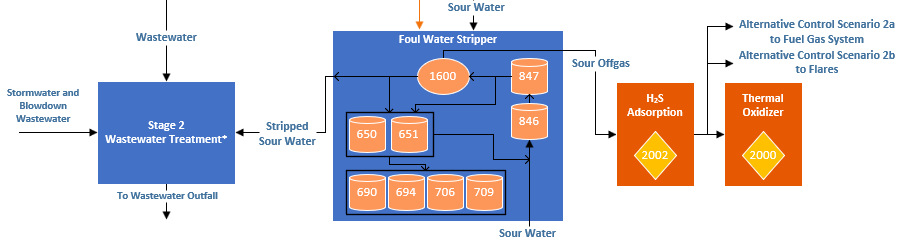 Sour Water
Wastewater
Foul Water Stripper
Alternative Control Scenario 2a
to Fuel Gas System
Alternative Control Scenario 2b
to Flares
Sour Offgas
1600
847
Stormwater and
Blowdown
Wastewater
H₂S
Adsorption
Thermal
Oxidizer
846
Stage 2
Wastewater Treatment*
Stripped
Sour Water
650
651
2002
2000
690
694
706
709
To Wastewater Outfall
Sour Water